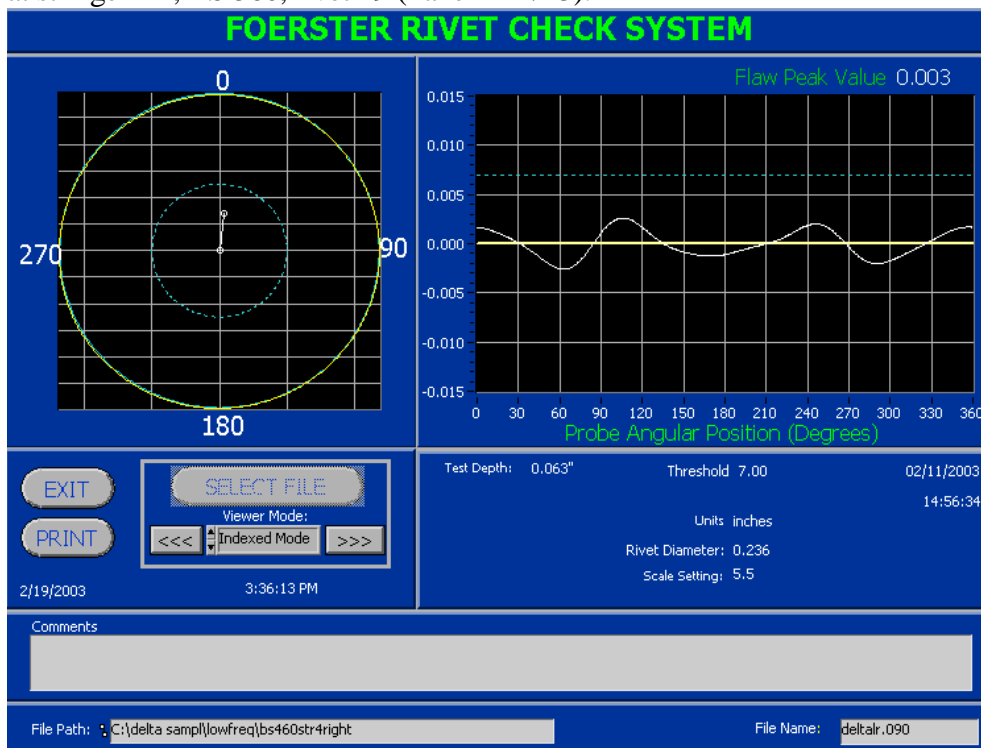 FOERSTER RIVET CHECK SYSTEM
0
270
90
180
Flaw Peak Value 0.003
0.015
0.010
0.005
0.000
-0.005
-0.010
-0.015
0 30 60 90 120 150 180 210 240 270 300 330 360
Probe Angular Position (Degrees)
EXIT
PRINT
SELECT FILE
Viewer Mode:
<<< Indexed Mode >>>
2/19/2003 3:36:13 PM
Test Depth: 0.063" Threshold 7.00 02/11/2003
14:56:34
Units inches
Rivet Diameter: 0.236
Scale Setting: 5.5
Comments
File Path: C:\delta sampl\lowfreq\bs460str4right
File Name: deltalr.090